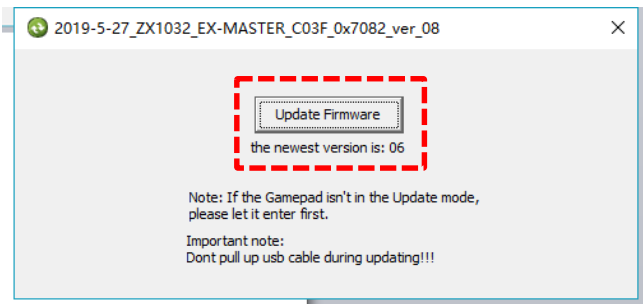 2019-5-27_ZX1032_EX-MASTER_C03F_0x7082_ver_08
Update Firmware
the newest version is: 06
Note: If the Gamepad isn't in the Update mode,
please let it enter first.
Important note:
Dont pull up usb cable during updating!!!